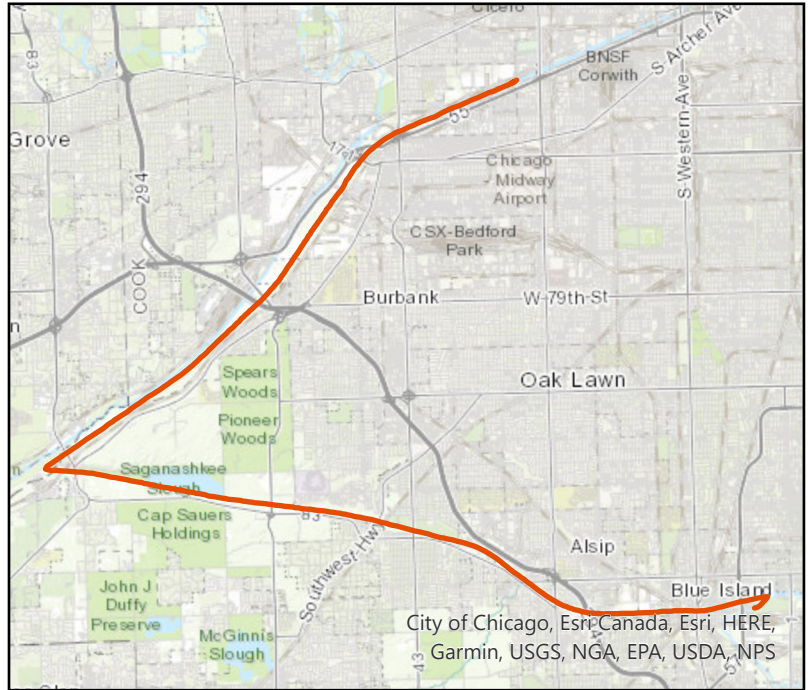 Cicero
83
BNSF
Corwith
S Archer Ave
S-Western-Ave
55
Grove
171
Chicago
- Midway
Airport
294
COOK
CSX-Bedford
Park
Burbank
W-79th-St
n
Spears
Woods
Oak Lawn
Pioneer
Woods
n
Saganashkee
Slough
83
Cap Sauers
Holdings
Southwest-Hwy
Alsip
John J
Duffy
Preserve
Blue Island
McGinnis
Slough
43
57
City of Chicago, Esri Canada, Esri, HERE,
Garmin, USGS, NGA, EPA, USDA, NPS